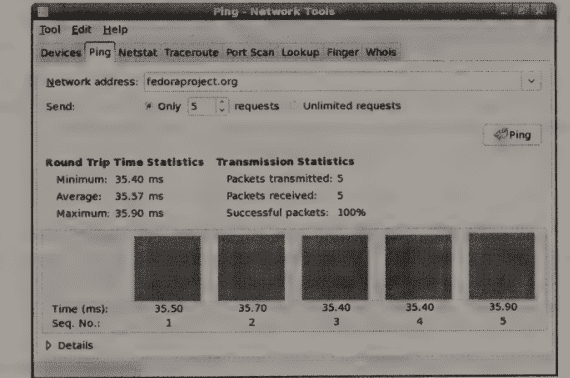 Ping - Network Tools
Tool Edit Help
Devices Ping Netstat Traceroute Port Scan Lookup Finger Whois
Network address: fedoraproject.org
Send: Only 5 requests Unlimited requests
Ping
Round Trip Time Statistics Transmission Statistics
Minimum: 35.40 ms Packets transmitted: 5
Average: 35.57 ms Packets received: 5
Maximum: 35.90 ms Successful packets: 100%
Time (ms): 35.50 35.70 35.40 35.40 35.90
Seq. No.: 1 2 3 4 5
Details